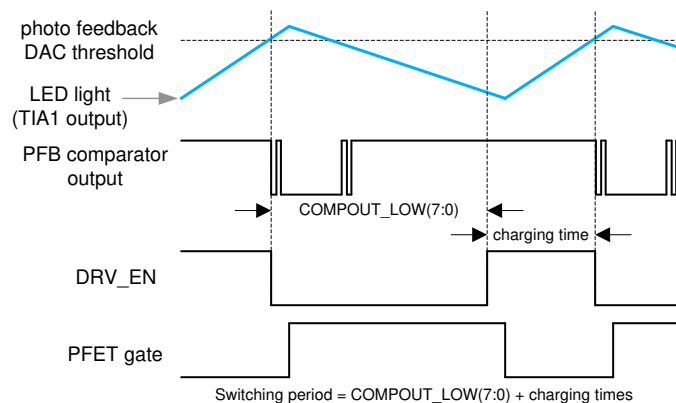 photo feedback
DAC threshold
LED light
(TIA1 output)
PFB comparator
output
COMPOUT_LOW(7:0)
charging time
DRV_EN
PFET gate
Switching period = COMPOUT_LOW(7:0) + charging times